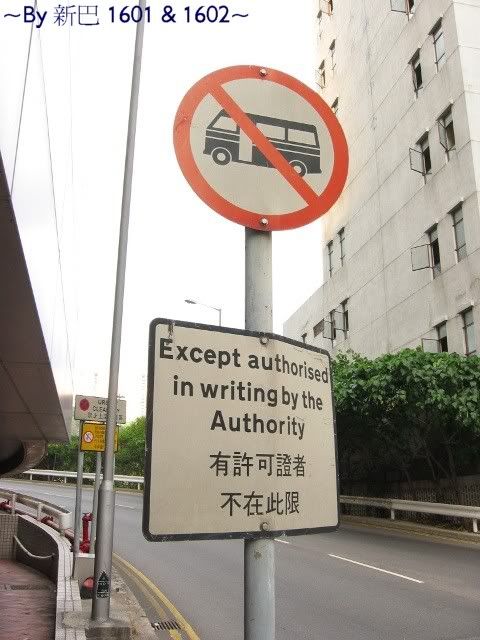 ~By 新巴 1601 & 1602~
Except authorised
in writing by the
Authority
有許可證者
不在此限